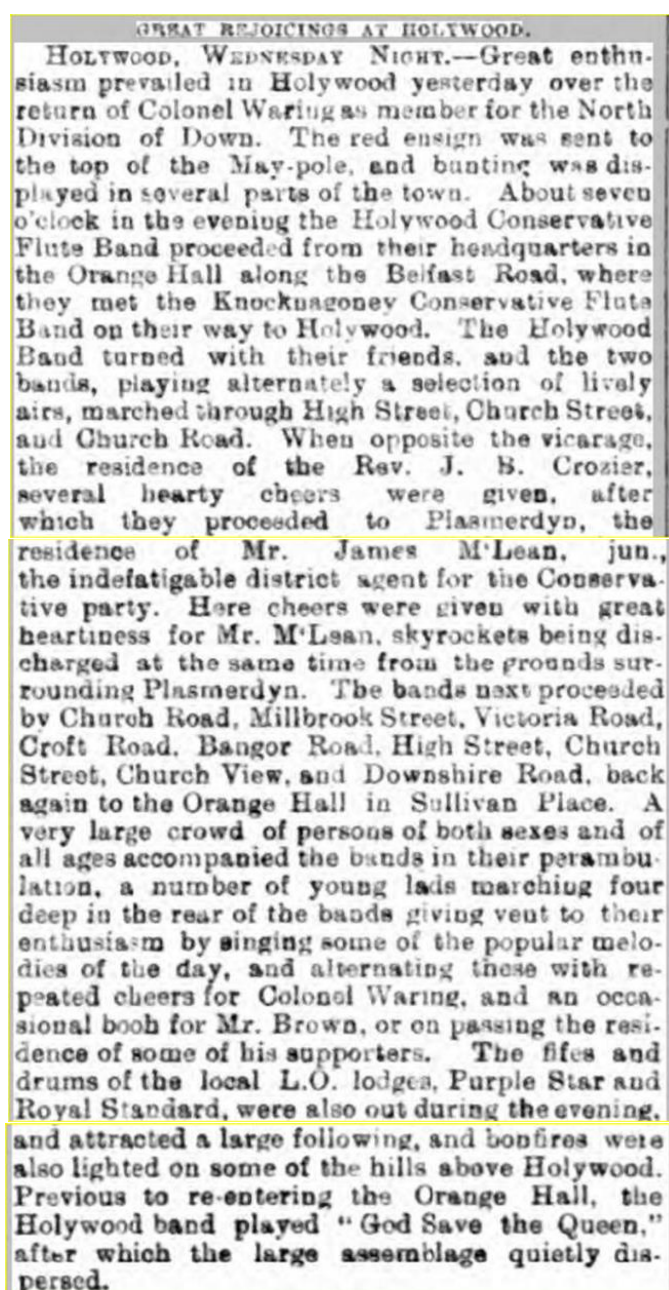 GREAT REJOICINGS AT HOLYWOOD.
HOLYWOOD, WEDNESDAY NIGHT.—Great enthu-
siasm prevailed in Holywood yesterday over the
return of Colonel Waring as member for the North
Division of Down. The red ensign was sent to
the top of the May-pole, and bunting was dis-
played in several parts of the town. About seven
o'clock in the evening the Holywood Conservative
Flute Band proceeded from their headquarters in
the Orange Hall along the Belfast Road, where
they met the Knocknagoney Conservative Flute
Band on their way to Holywood. The Holywood
Band turned with their friends, and the two
bands, playing alternately a selection of lively
airs, marched through High Street, Church Street,
and Church Road. When opposite the vicarage,
the residence of the Rev. J. B. Crozier,
several hearty cheers were given, after
which they proceeded to Plasmerdyn, the
residence of Mr. James M'Lean, jun.,
the indefatigable district agent for the Conserva-
tive party. Here cheers were given with great
heartiness for Mr. M'Lean, skyrockets being dis-
charged at the same time from the grounds sur-
rounding Plasmerdyn. The bands next proceeded
by Church Road, Millbrook Street, Victoria Road,
Croft Road, Bangor Road, High Street, Church
Street, Church View, and Downshire Road, back
again to the Orange Hall in Sullivan Place. A
very large crowd of persons of both sexes and of
all ages accompanied the bands in their perambu-
lation, a number of young lads marching four
deep in the rear of the bands giving vent to their
enthusiasm by singing some of the popular melo-
dies of the day, and alternating these with re-
peated cheers for Colonel Waring, and an occa-
sional booh for Mr. Brown, or on passing the resi-
dence of some of his supporters. The fifes and
drums of the local L.O. lodges, Purple Star and
Royal Standard, were also out during the evening,
and attracted a large following, and bonfires were
also lighted on some of the hills above Holywood.
Previous to re-entering the Orange Hall, the
Holywood band played "God Save the Queen,"
after which the large assemblage quietly dis-
persed.